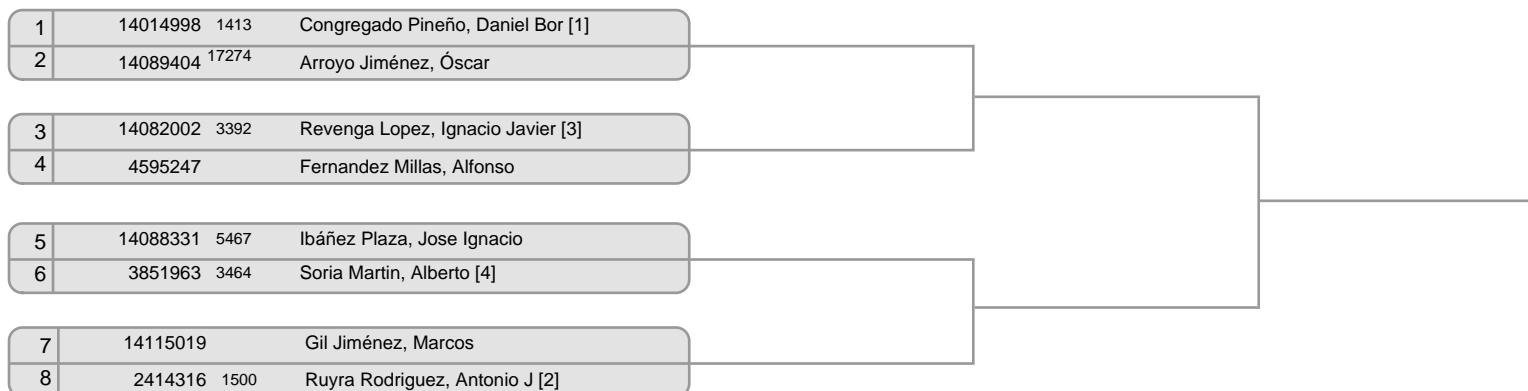 1 14014998 1413 Congregado Pineño, Daniel Bor [1]
2 14089404 17274 Arroyo Jiménez, Óscar
3 14082002 3392 Revenga Lopez, Ignacio Javier [3]
4 4595247 Fernandez Millas, Alfonso
5 14088331 5467 Ibáñez Plaza, Jose Ignacio
6 3851963 3464 Soria Martin, Alberto [4]
7 14115019 Gil Jiménez, Marcos
8 2414316 1500 Ruyra Rodriguez, Antonio J [2]